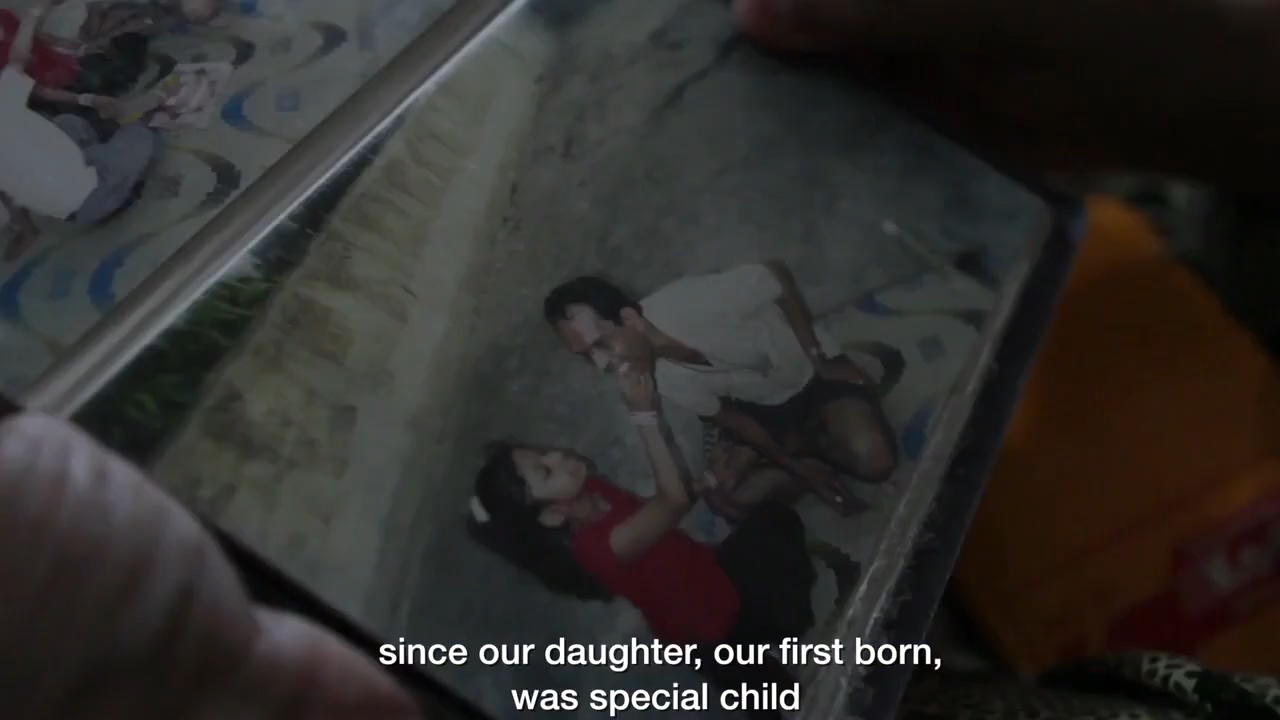 since our daughter, our first born,
was special child